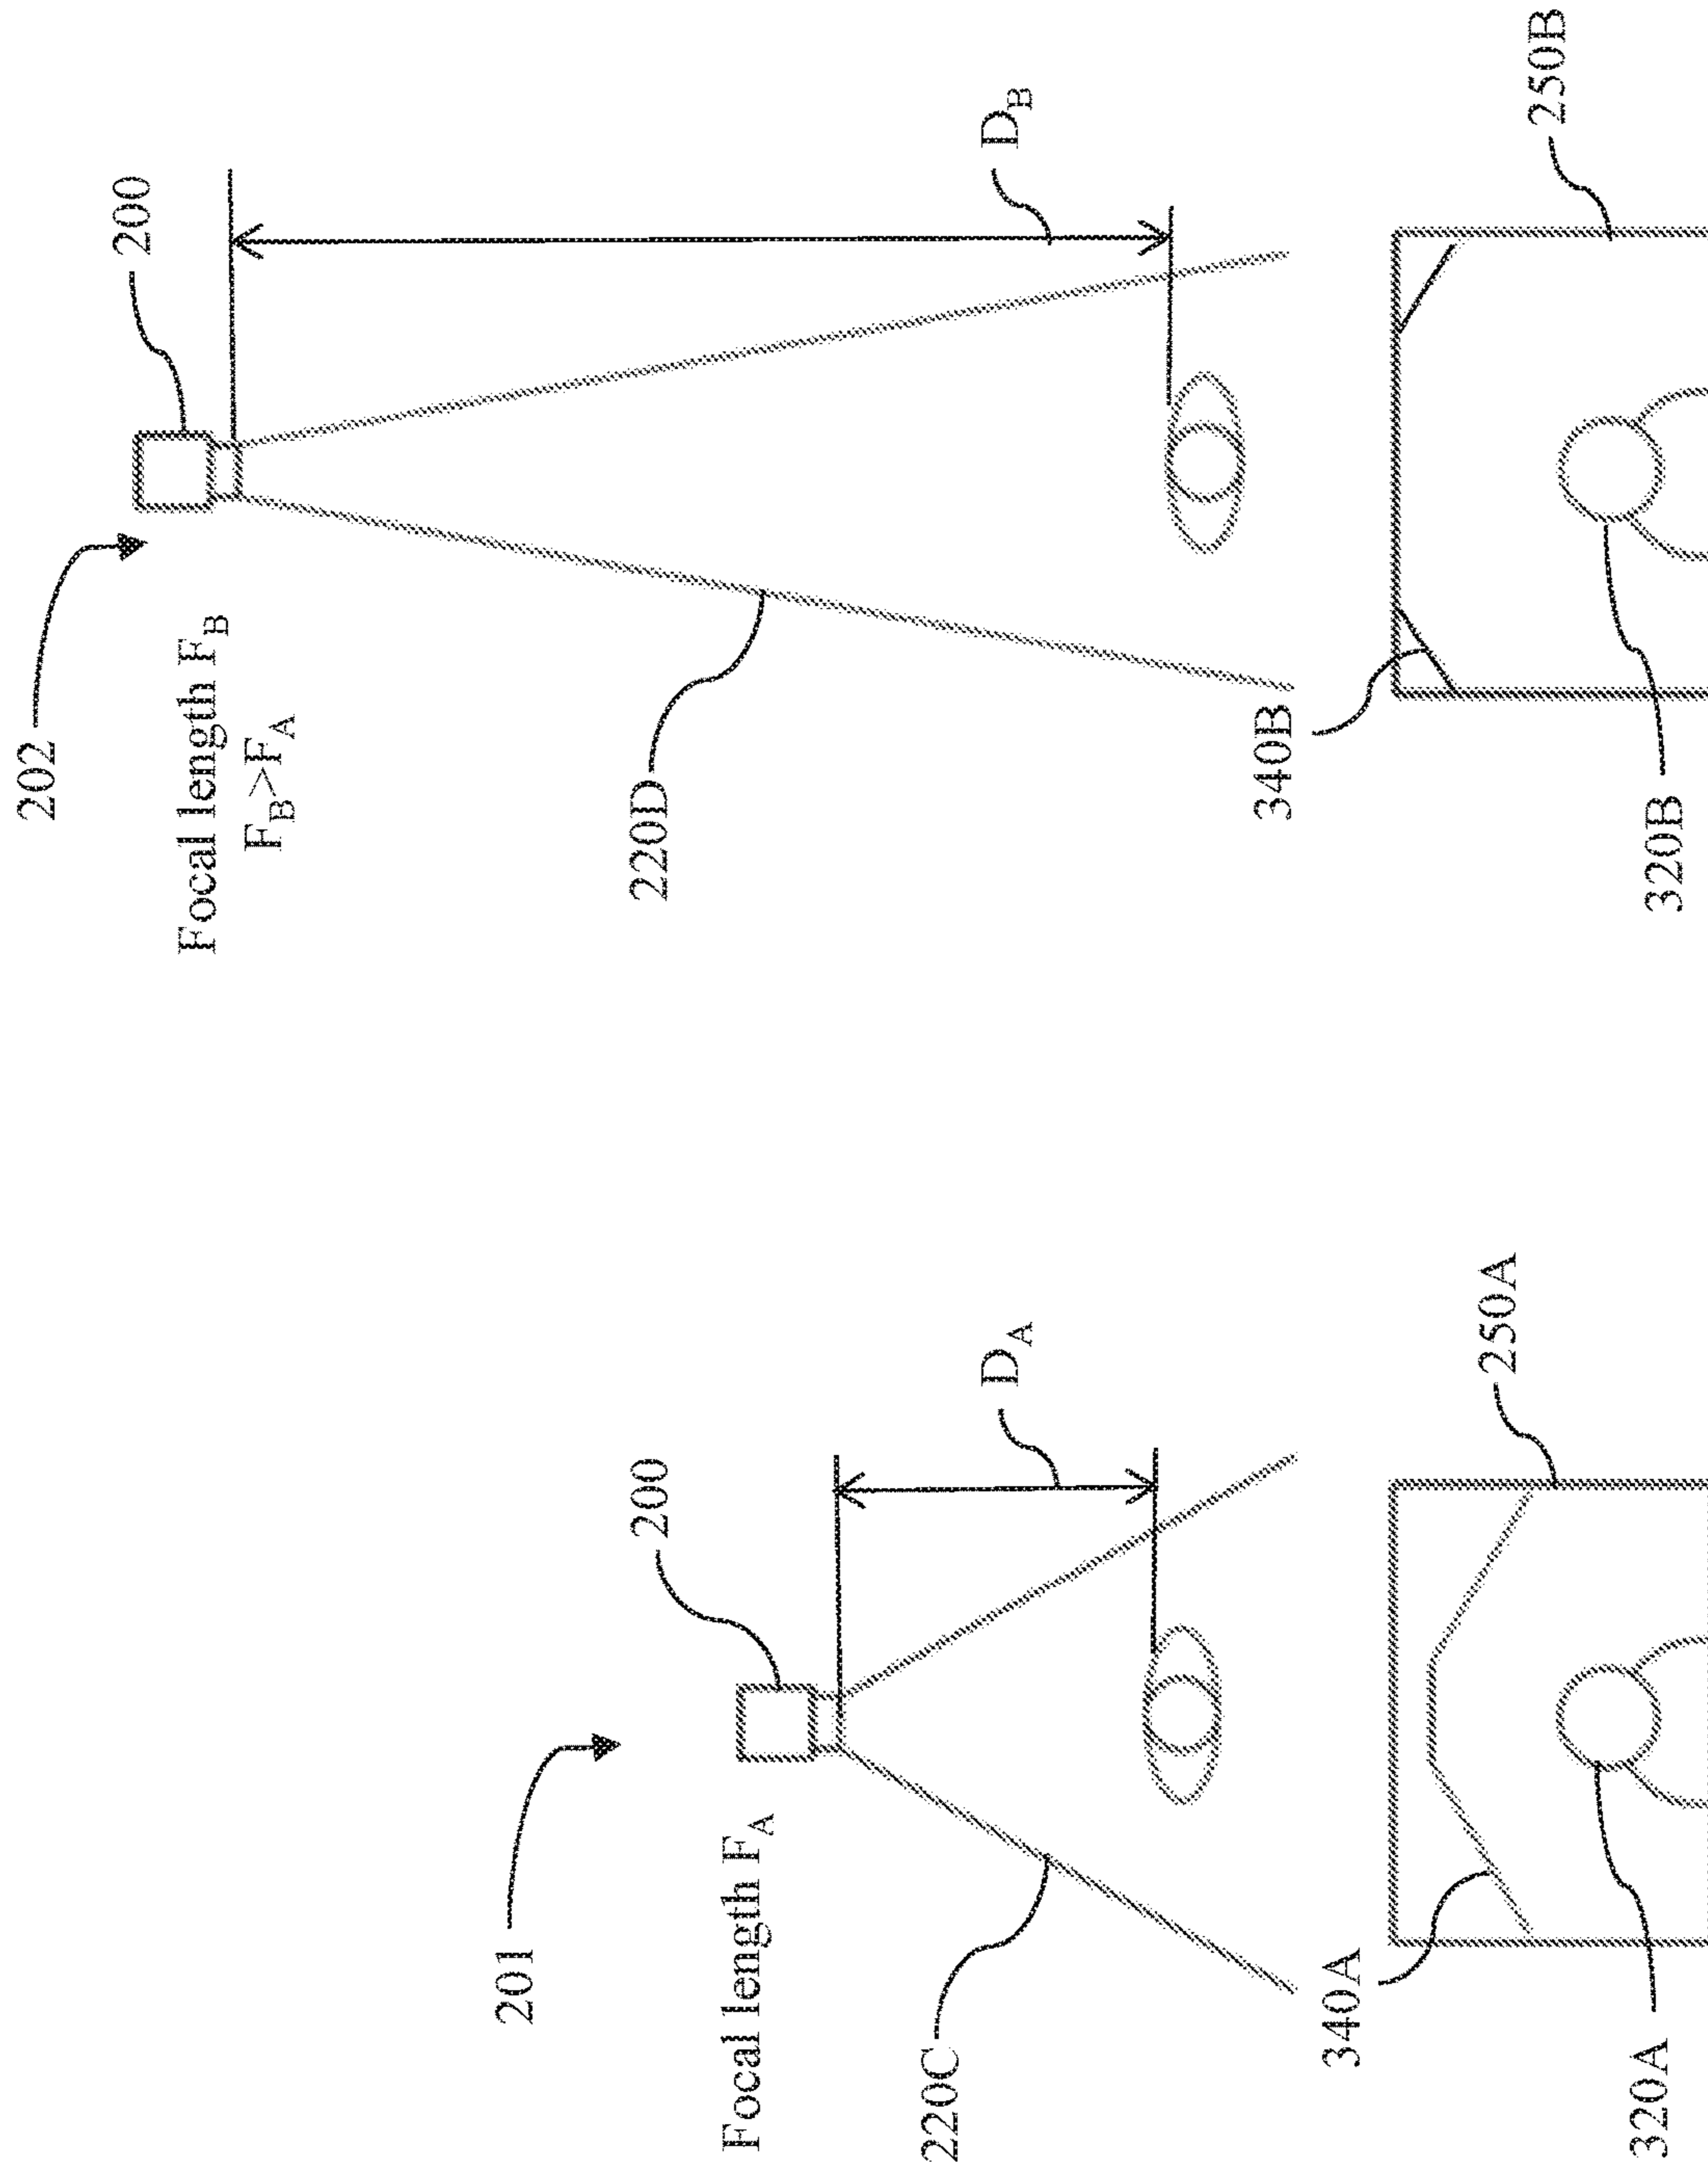 201
200
Focal length F_A
D_A
220C
340A
250A
320A
202
200
Focal length F_B
F_B>F_A
D_B
220D
340B
250B
320B